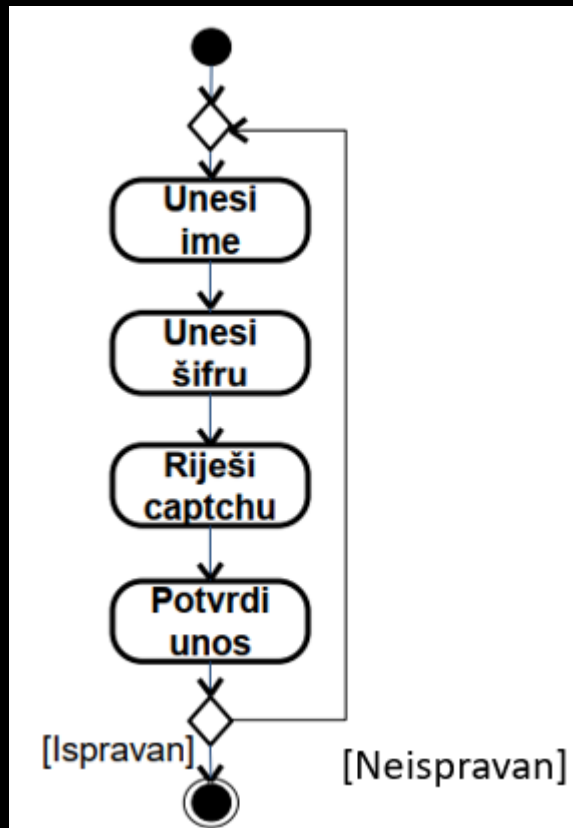 Unesi
ime
Unesi
šifru
Riješi
captchu
Potvrdi
unos
[Ispravan]
[Neispravan]